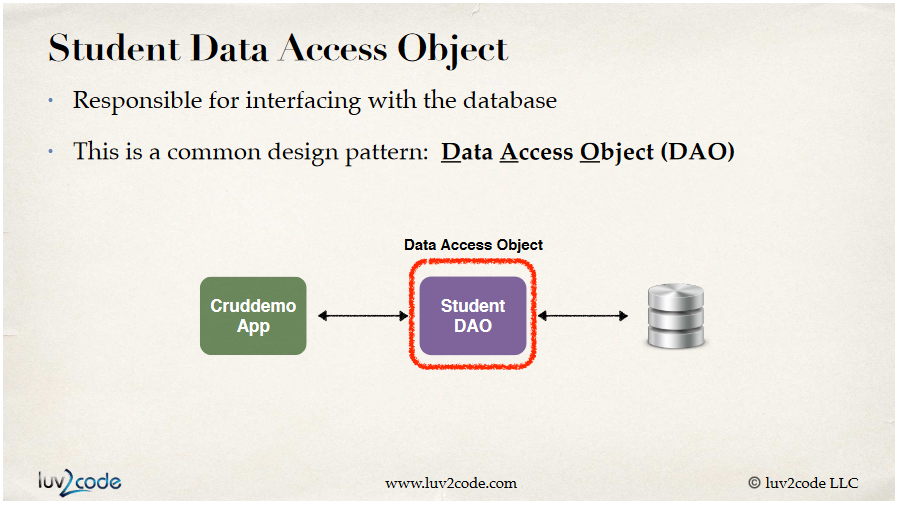 Student Data Access Object
• Responsible for interfacing with the database
• This is a common design pattern: Data Access Object (DAO)
Data Access Object
Cruddemo
App
Student
DAO
luv2code
www.luv2code.com
© luv2code LLC